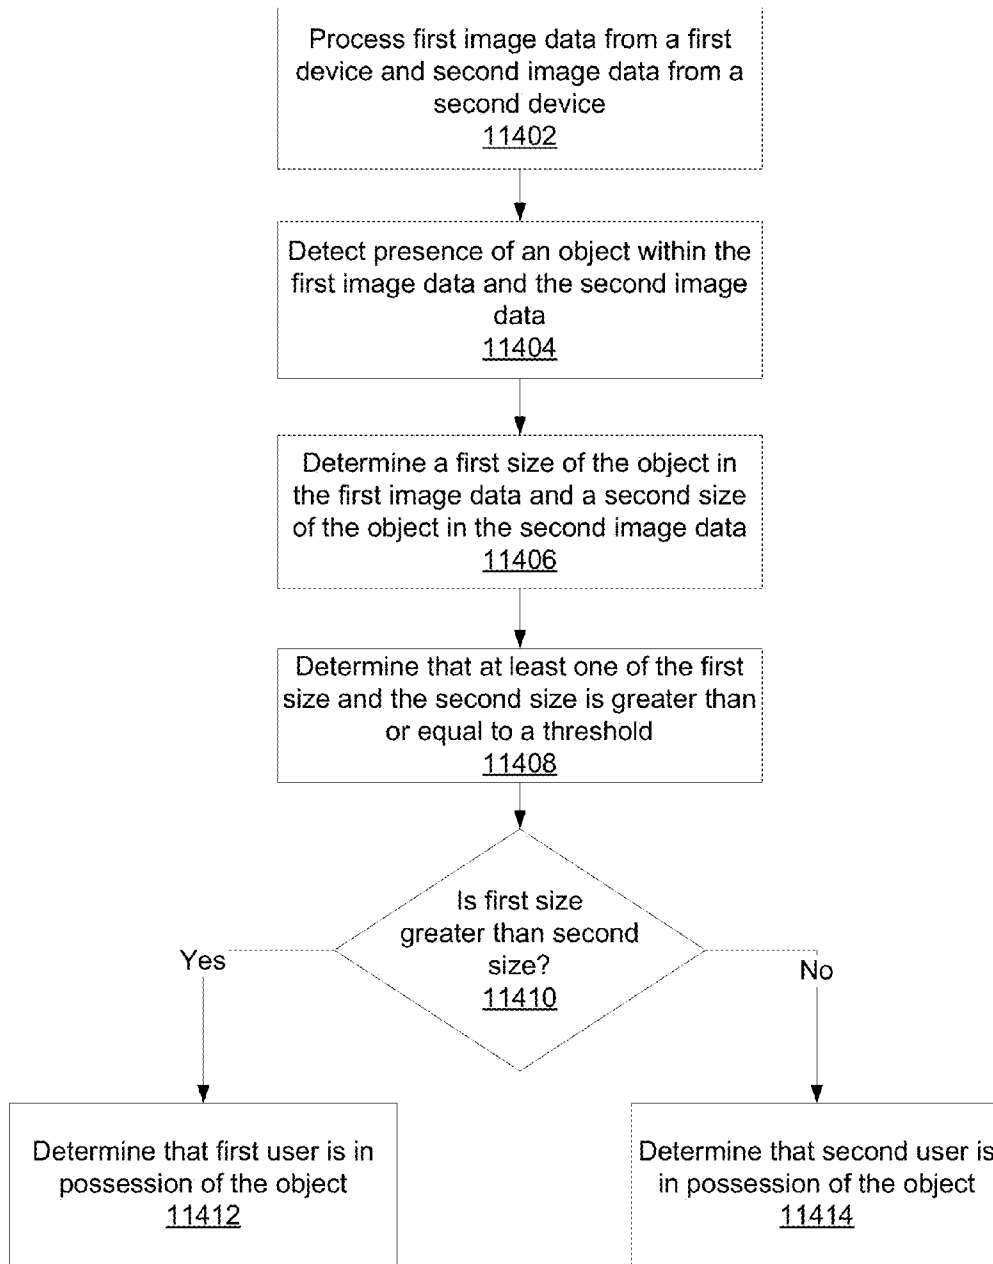 Process first image data from a first
device and second image data from a
second device
11402
Detect presence of an object within the
first image data and the second image
data
11404
Determine a first size of the object in
the first image data and a second size
of the object in the second image data
11406
Determine that at least one of the first
size and the second size is greater than
or equal to a threshold
11408
Is first size
greater than second
size?
11410
Yes
No
Determine that first user is in
possession of the object
11412
Determine that second user is
in possession of the object
11414